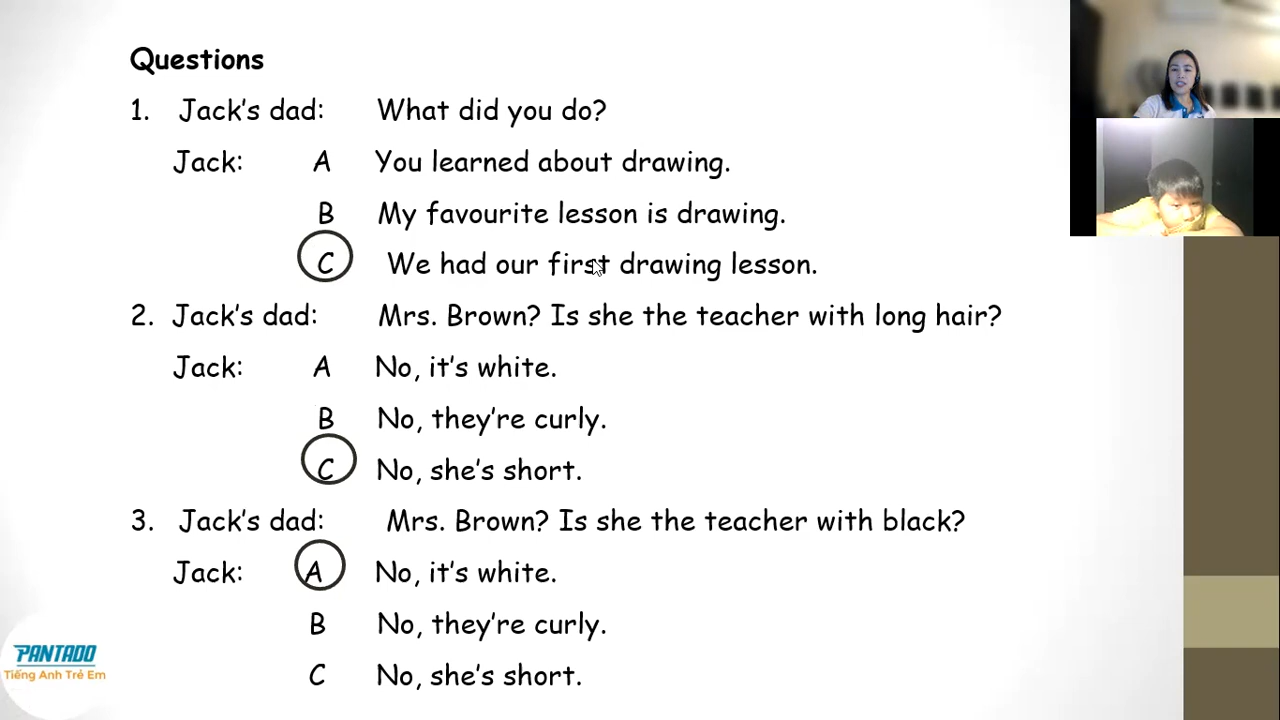 Questions
1. Jack's dad: What did you do?
Jack: A You learned about drawing.
B My favourite lesson is drawing.
C We had our first drawing lesson.
2. Jack's dad: Mrs. Brown? Is she the teacher with long hair?
Jack: A No, it's white.
B No, they're curly.
C No, she's short.
3. Jack's dad: Mrs. Brown? Is she the teacher with black?
Jack: A No, it's white.
B No, they're curly.
C No, she's short.
PANTADO
Tiếng Anh Trẻ Em